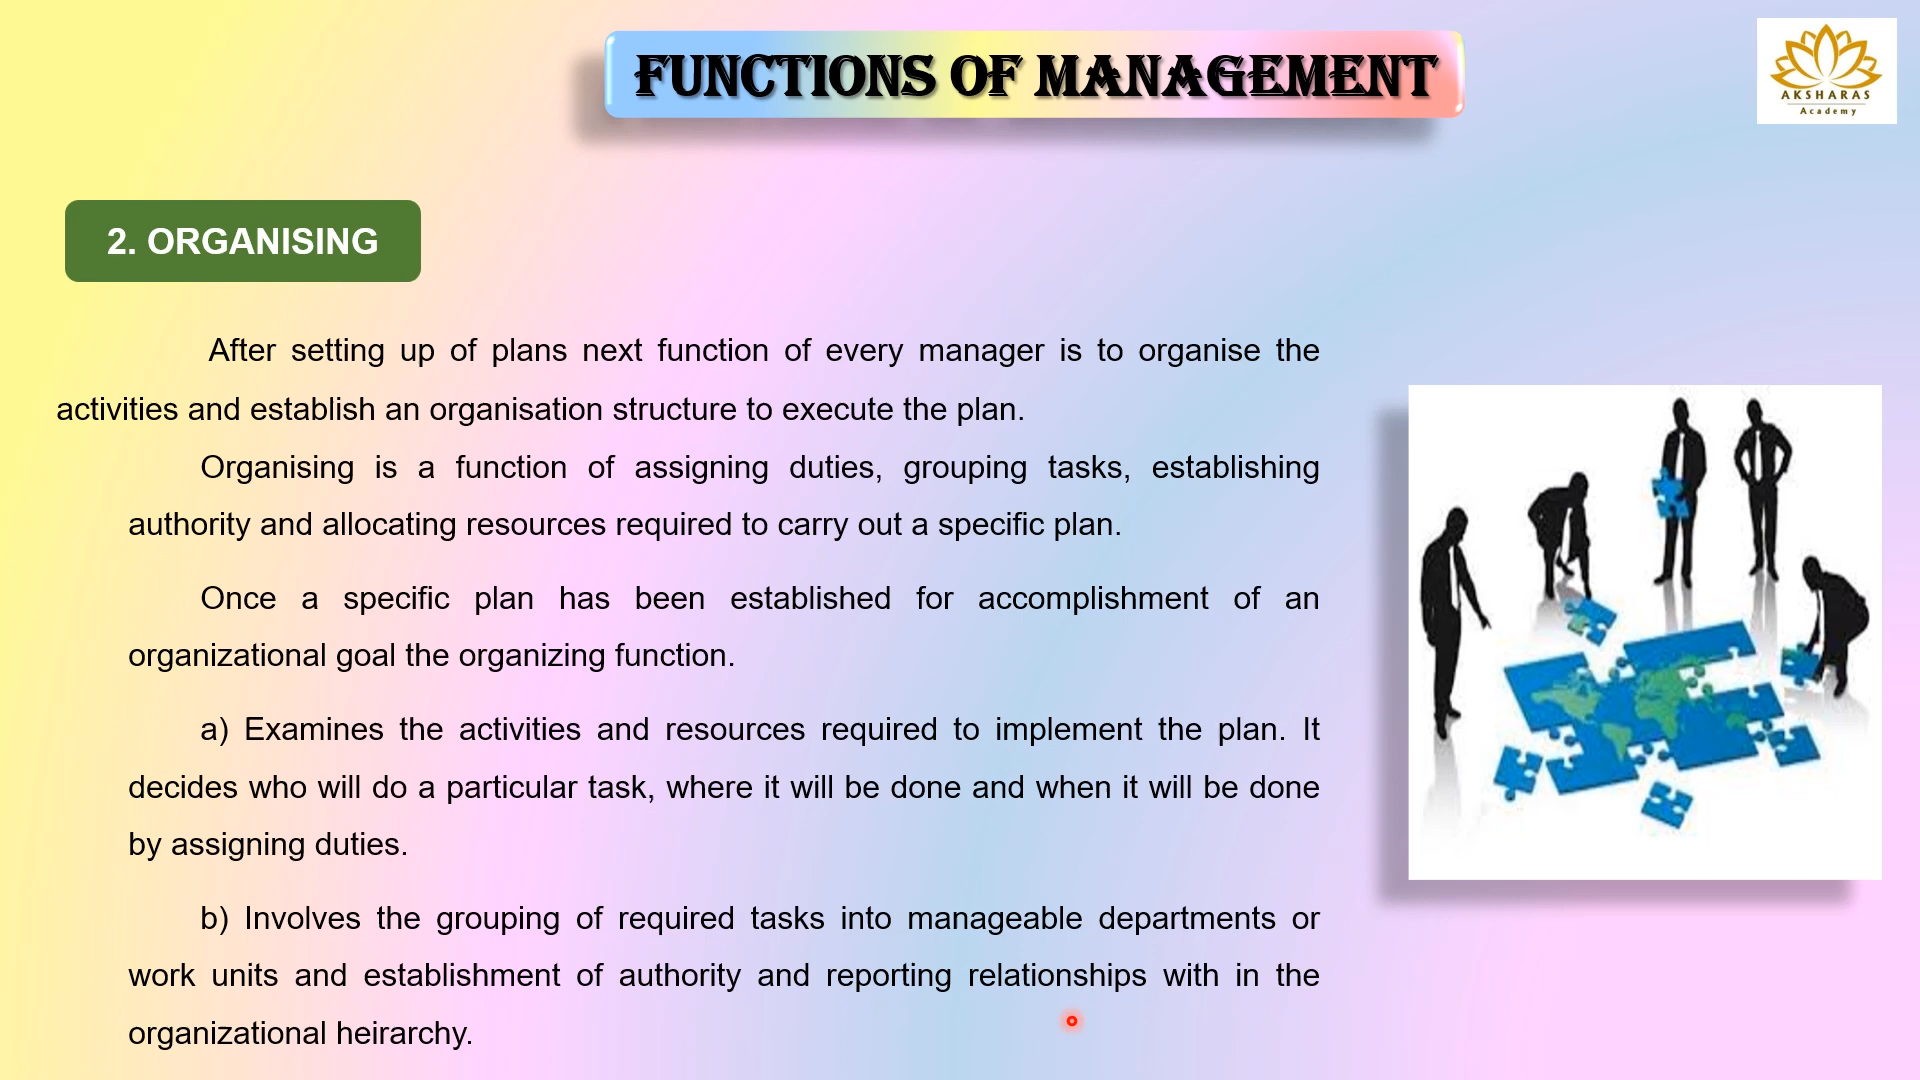 FUNCTIONS OF MANAGEMENT
AKSHARAS
Academy
2. ORGANISING
After setting up of plans next function of every manager is to organise the
activities and establish an organisation structure to execute the plan.
Organising is a function of assigning duties, grouping tasks, establishing
authority and allocating resources required to carry out a specific plan.
Once a specific plan has been established for accomplishment of an
organizational goal the organizing function.
a) Examines the activities and resources required to implement the plan. It
decides who will do a particular task, where it will be done and when it will be done
by assigning duties.
b) Involves the grouping of required tasks into manageable departments or
work units and establishment of authority and reporting relationships with in the
organizational heirarchy.